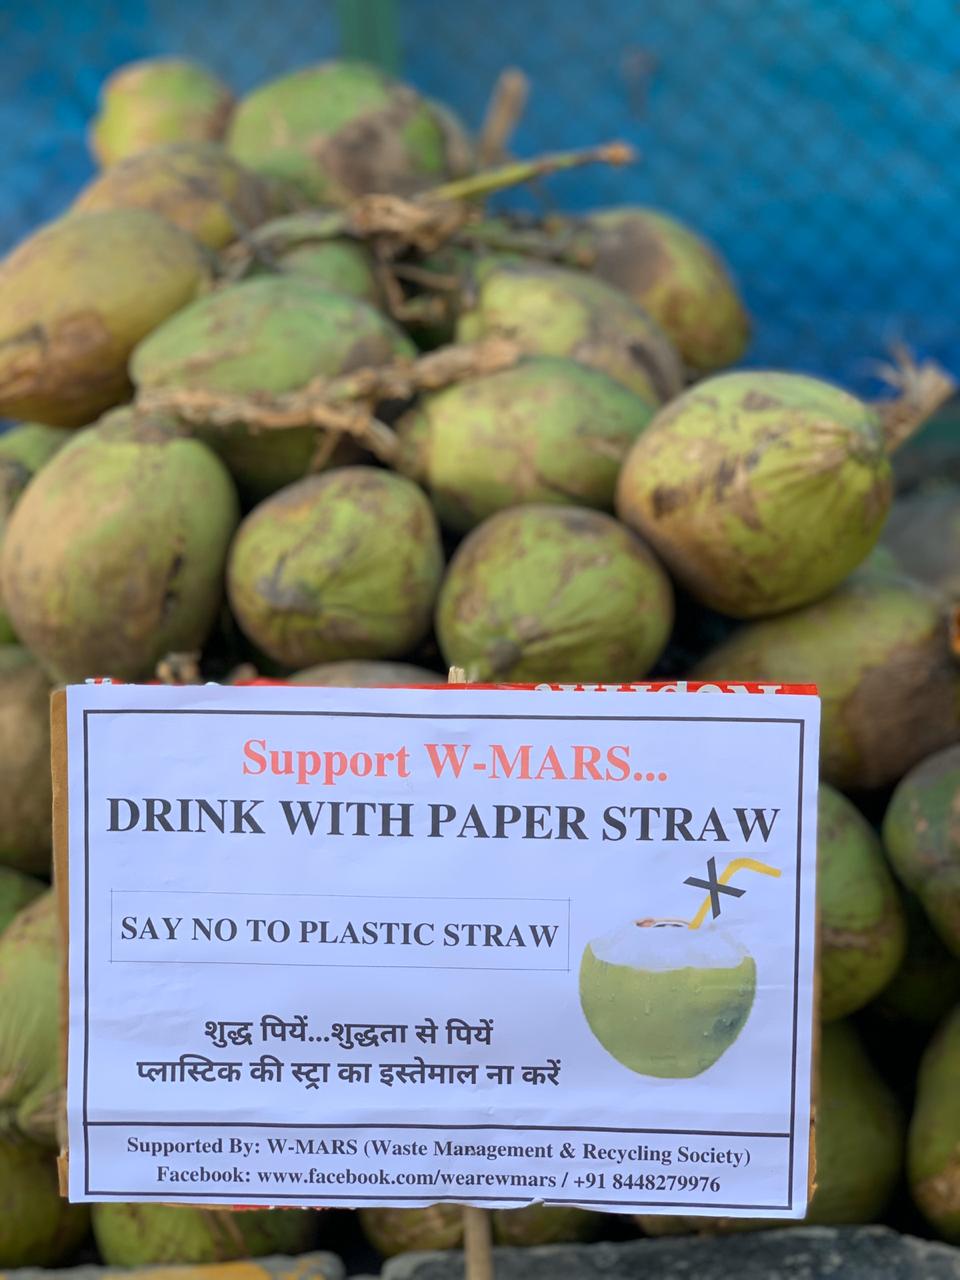 Support W-MARS...
DRINK WITH PAPER STRAW
SAY NO TO PLASTIC STRAW
शुद्ध पियें...शुद्धता से पियें
प्लास्टिक की स्ट्रा का इस्तेमाल ना करें
Supported By: W-MARS (Waste Management & Recycling Society)
Facebook: www.facebook.com/wearewmars / +91 8448279976